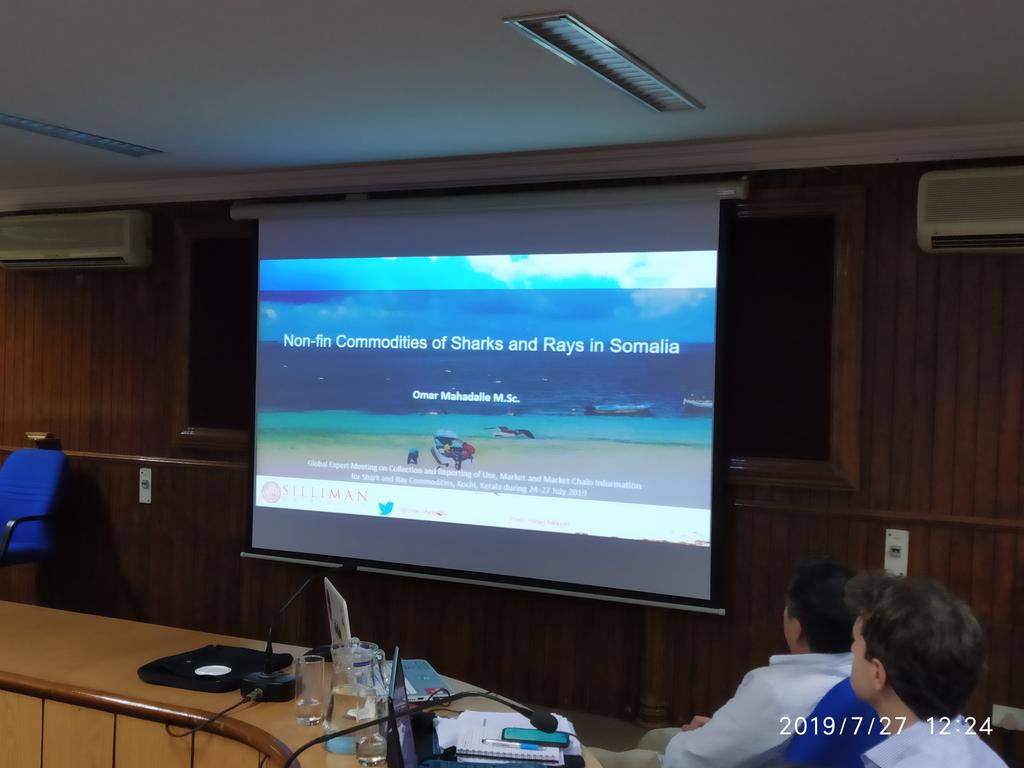 Non-fin Commodities of Sharks and Rays in Somalia
Omar Mahadalle M.Sc.
Global Expert Meeting on Collection and Reporting of Use, Market and Market Chain Information
for Shark and Ray Commodities, Kochi, Kerala during 24-27 July 2019
SILLIMAN
2019/7/27 12:24